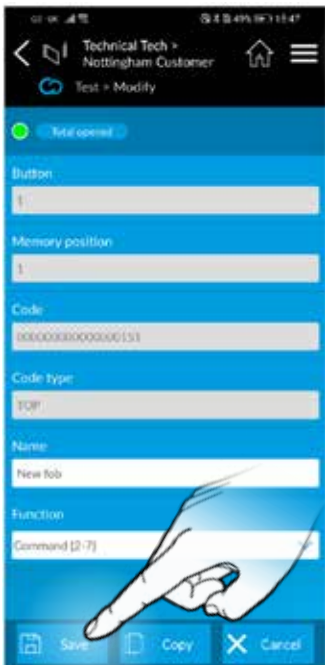 Technical Tech >
Nottingham Customer
Test > Modify
Total opened
Button
1
Memory position
1
Code
Code type
TOP
Name
New fob
Function
Command [2-7]
Save
Copy
Cancel